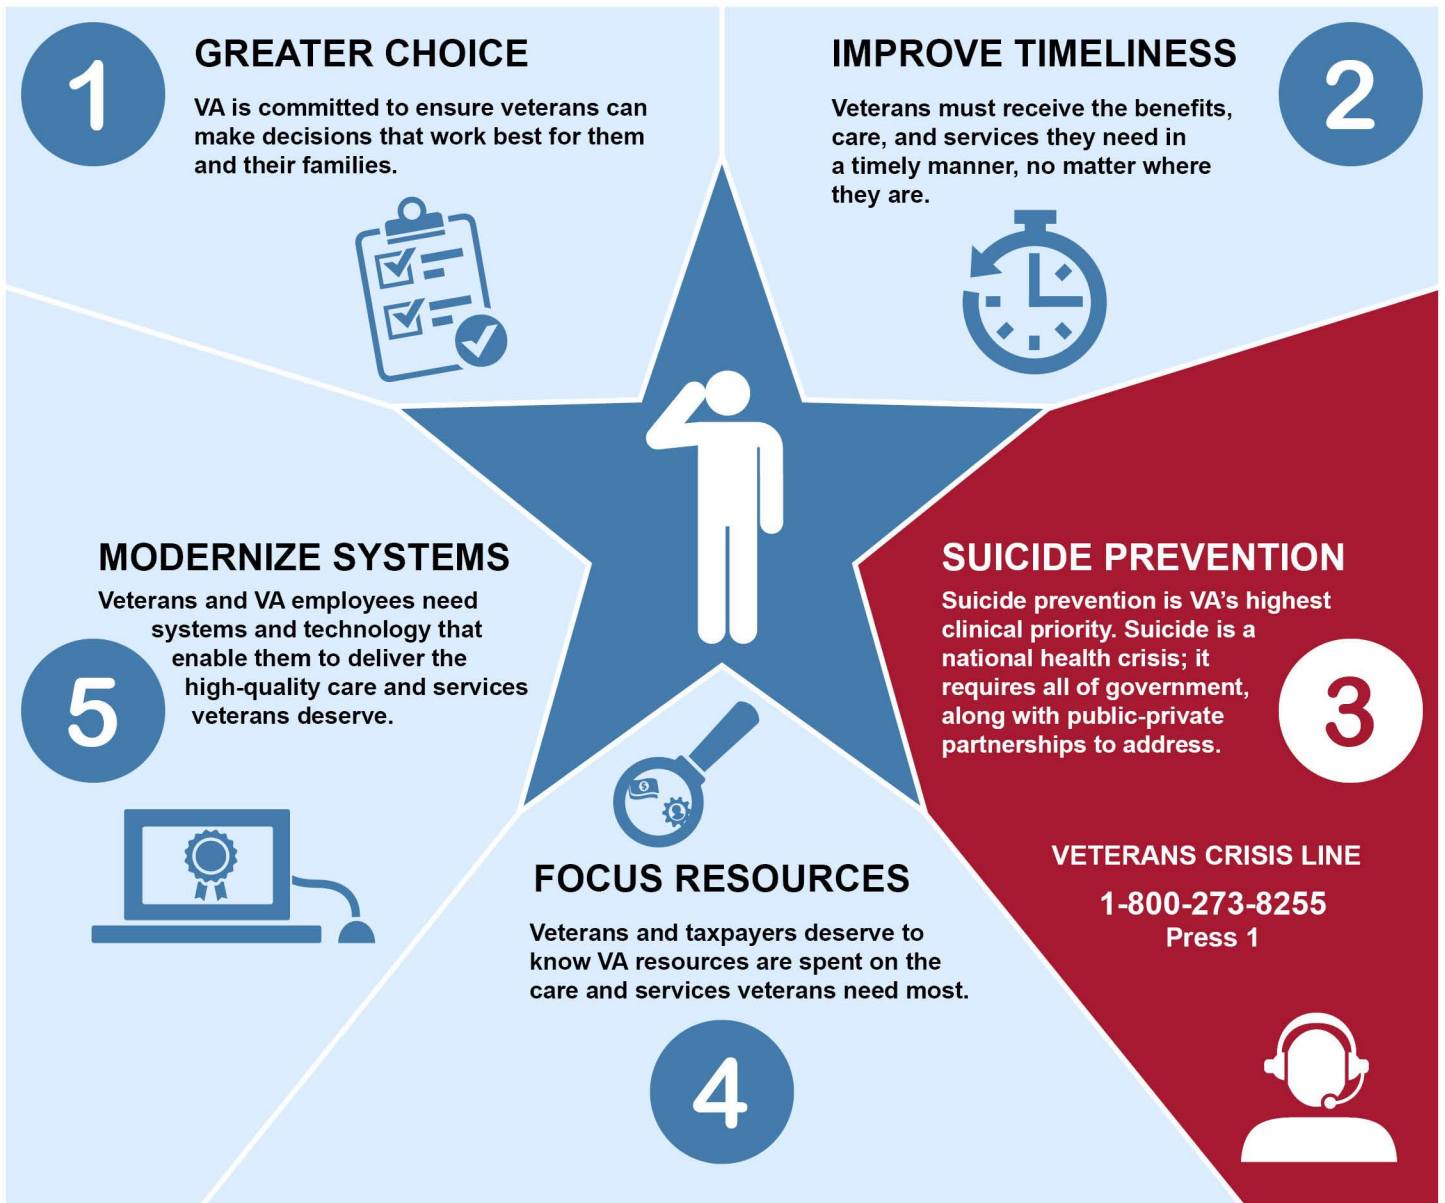 1
GREATER CHOICE
VA is committed to ensure veterans can
make decisions that work best for them
and their families.
2
IMPROVE TIMELINESS
Veterans must receive the benefits,
care, and services they need in
a timely manner, no matter where
they are.
3
SUICIDE PREVENTION
Suicide prevention is VA’s highest
clinical priority. Suicide is a
national health crisis; it
requires all of government,
along with public-private
partnerships to address.
VETERANS CRISIS LINE
1-800-273-8255
Press 1
FOCUS RESOURCES
Veterans and taxpayers deserve to
know VA resources are spent on the
care and services veterans need most.
4
MODERNIZE SYSTEMS
Veterans and VA employees need
systems and technology that
enable them to deliver the
high-quality care and services
veterans deserve.
5
$